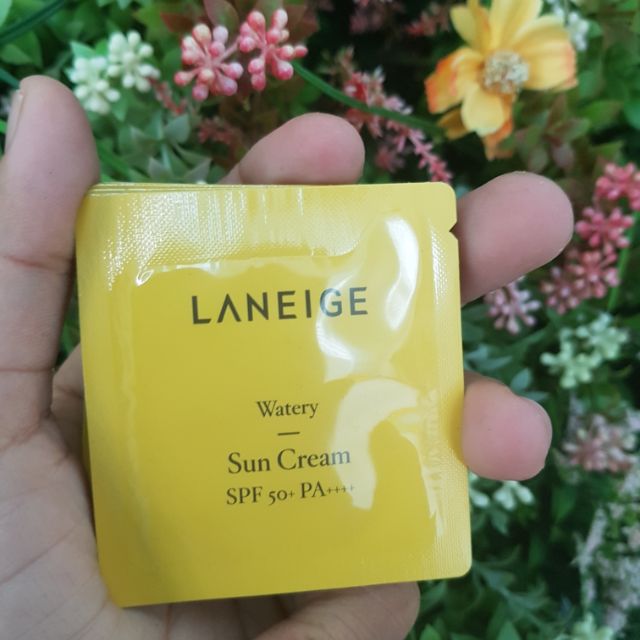 LANEIGE
Watery
Sun Cream
SPF 50+ PA++++